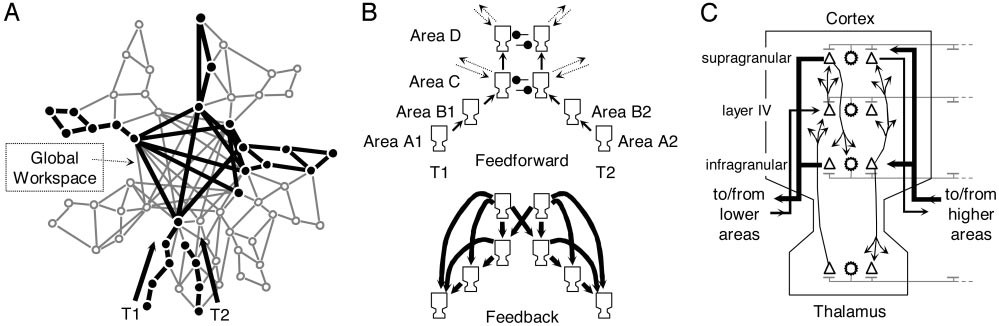 A
Global
Workspace
T1
T2
B
Area D
Area C
Area B1
Area B2
Area A1
Area A2
Feedforward
T1
T2
Feedback
C
Cortex
supragranular
layer IV
infragranular
to/from
lower
areas
to/from
higher
areas
Thalamus